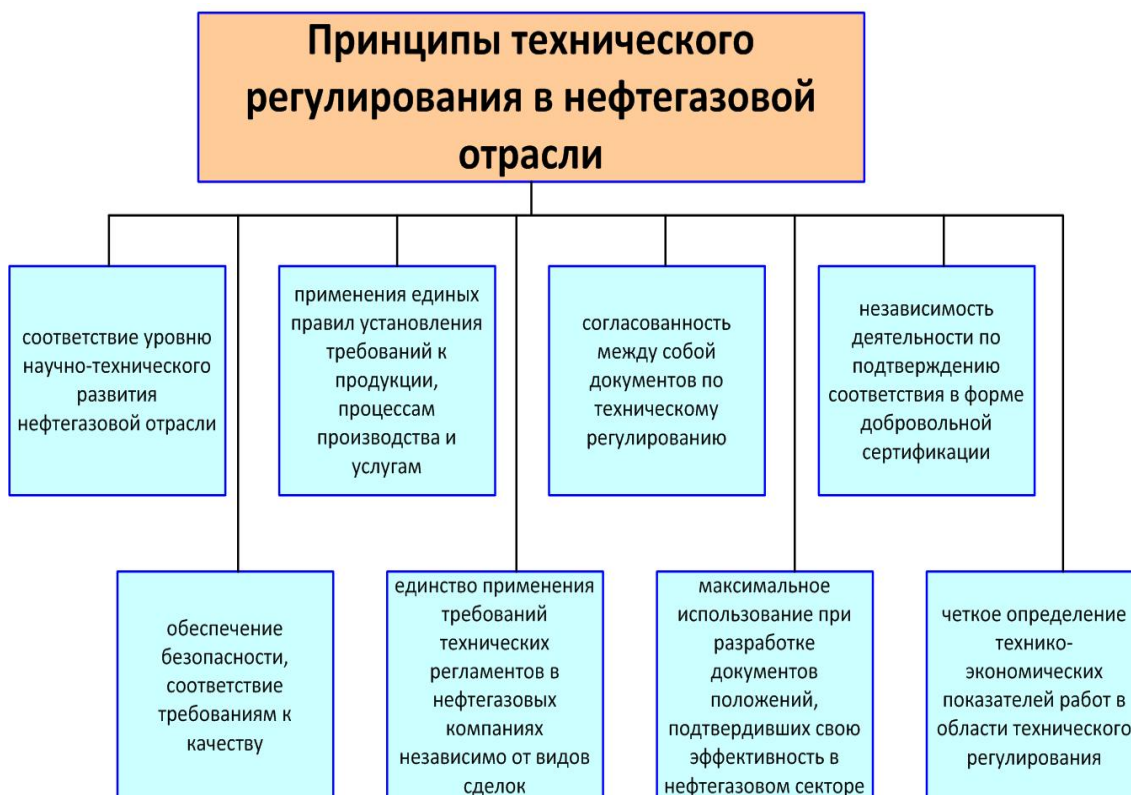 Принципы технического
регулирования в нефтегазовой
отрасли
соответствие уровню
научно-технического
развития
нефтегазовой отрасли
применения единых
правил установления
требований к
продукции,
процессам
производства и
услугам
согласованность
между собой
документов по
техническому
регулированию
независимость
деятельности по
подтверждению
соответствия в форме
добровольной
сертификации
обеспечение
безопасности,
соответствие
требованиям к
качеству
единство применения
требований
технических
регламентов в
нефтегазовых
компаниях
независимо от видов
сделок
максимальное
использование при
разработке
документов
положений,
подтвердивших свою
эффективность в
нефтегазовом секторе
четкое определение
технико-
экономических
показателей работ в
области технического
регулирования